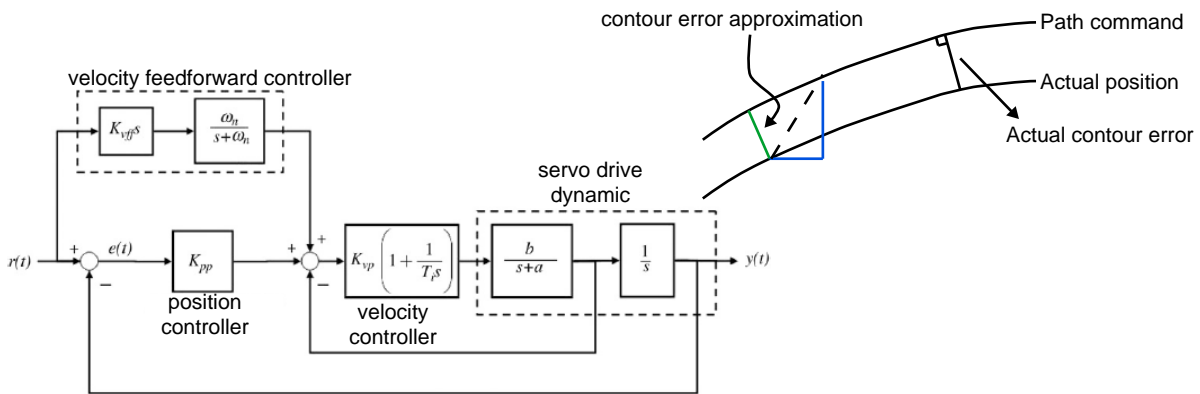 contour error approximation
Path command
Actual position
Actual contour error
velocity feedforward controller
K_vff s
ω_n
s+ω_n
servo drive
dynamic
r(t)
+
−
e(t)
K_pp
position
controller
+
+
−
K_vp (1 + 1
T_i s)
velocity
controller
b
s+a
1
s
y(t)